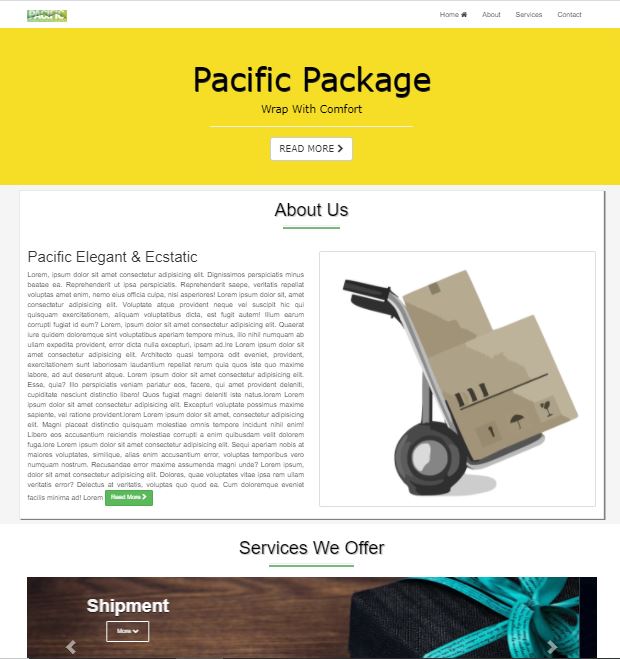 Home About Services Contact
Pacific Package
Wrap With Comfort
READ MORE
About Us
Pacific Elegant & Ecstatic
Lorem, ipsum dolor sit amet consectetur adipisicing elit. Dignissimos perspiciatis minus
beatae ea. Reprehenderit ut ipsa perspiciatis. Reprehenderit saepe, veritatis repellat
voluptas amet enim, nemo eius officia culpa, nisi asperiores! Lorem ipsum dolor sit, amet
consectetur adipisicing elit. Voluptate atque provident neque vel suscipit hic qui
quisquam exercitationem, aliquam voluptatibus dicta, est fugit autem! Illum earum
corrupti fugiat id eum? Lorem, ipsum dolor sit amet consectetur adipisicing elit. Quaerat
iure quidem doloremque sint voluptatibus aperiam tempore minus, illo nihil numquam ab
ullam expedita provident, error dicta nulla excepturi, ipsam ad.ire Lorem ipsum dolor sit
amet consectetur adipisicing elit. Architecto quasi tempora odit eveniet, provident,
exercitationem sunt laboriosam laudantium repellat rerum quia quos iste quo maxime
labore, ad aut deserunt atque. Lorem ipsum dolor sit amet consectetur adipisicing elit.
Esse, quia? Illo perspiciatis veniam pariatur eos, facere, qui amet provident deleniti,
cupiditate nesciunt distinctio libero! Quos fugiat magni deleniti iste natus.lorem Lorem
ipsum dolor sit amet consectetur adipisicing elit. Excepturi voluptate possimus maxime
sapiente, vel ratione provident.lorem Lorem ipsum dolor sit amet, consectetur adipisicing
elit. Magni placeat distinctio quisquam molestiae omnis tempore incidunt nihil enim!
Libero eos accusantium reiciendis molestiae corrupti a enim quibusdam velit dolorem
fuga.lore Lorem ipsum dolor sit amet consectetur adipisicing elit. Sequi aperiam nobis at
maiores voluptates, similique, alias enim accusantium error, voluptas temporibus vero
numquam nostrum. Recusandae error maxime assumenda magni unde? Lorem ipsum,
dolor sit amet consectetur adipisicing elit. Dolores, quae voluptates vitae ipsa rem ullam
veritatis error? Delectus at veritatis, voluptas quo quod ea. Cum doloremque eveniet
facilis minima ad! Lorem Read More
Services We Offer
Shipment
More